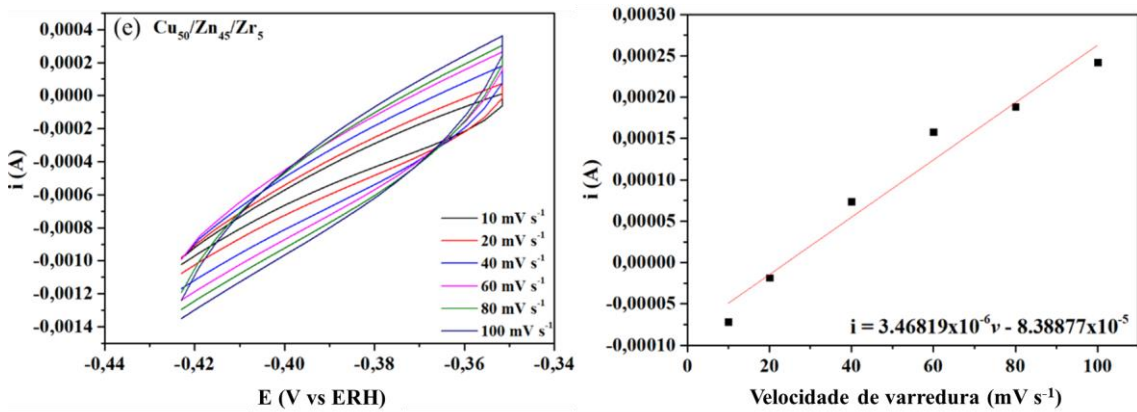 (e) Cu50/Zn45/Zr5
0,0004
0,0002
0,0000
-0,0002
-0,0004
-0,0006
-0,0008
-0,0010
-0,0012
-0,0014
i (A)
10 mV s-1
20 mV s-1
40 mV s-1
60 mV s-1
80 mV s-1
100 mV s-1
-0,44 -0,42 -0,40 -0,38 -0,36 -0,34
E (V vs ERH)
0,00030
0,00025
0,00020
0,00015
0,00010
0,00005
0,00000
-0,00005
-0,00010
i (A)
i = 3.46819x10-6v - 8.38877x10-5
20 40 60 80 100
Velocidade de varredura (mV s-1)